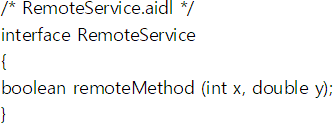 /* RemoteService.aidl */
interface RemoteService
{
boolean remoteMethod (int x, double y);
}